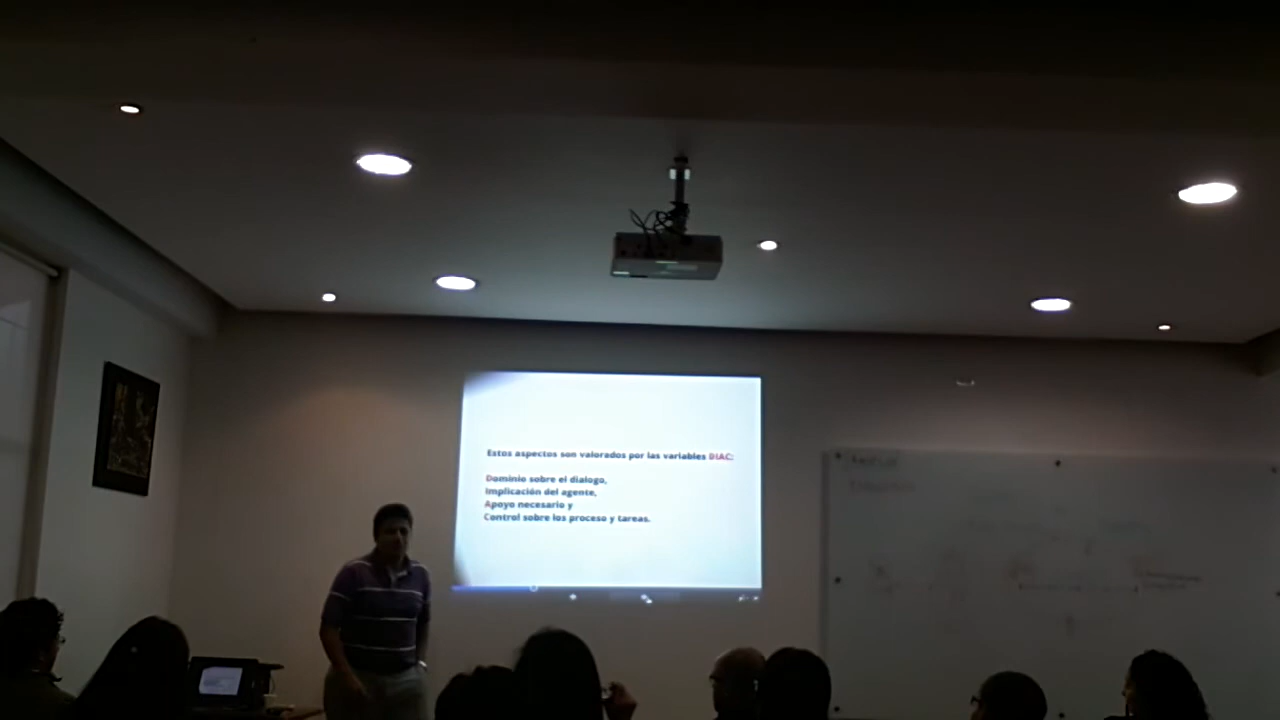 Estos aspectos son valorados por las variables DIAC:
Dominio sobre el dialogo,
Implicación del agente,
Apoyo necesario y
Control sobre los proceso y tareas.